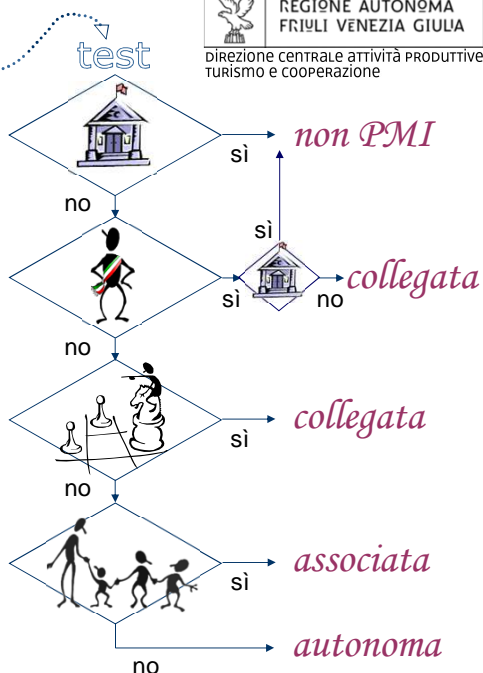 REGIONE AUTONOMA
FRIULI VENEZIA GIULIA
DIREZIONE CENTRALE ATTIVITÀ PRODUTTIVE
TURISMO E COOPERAZIONE
test
non PMI
sì
no
sì
collegata
sì
no
no
collegata
sì
no
associata
sì
autonoma
no